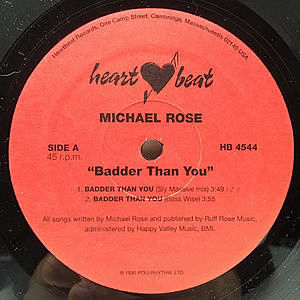 Heartbeat Records, One Camp Street, Cambridge, Massachusetts 02140 USA
heart beat
MICHAEL ROSE
SIDE A
45 r.p.m.
HB 4544
"Badder Than You"
1. BADDER THAN YOU (Sly Massive mix) 3:49
2. BADDER THAN YOU (Bass Wise) 3:55
All songs written by Michael Rose and published by Ruff Rose Music,
administered by Happy Valley Music, BMI.
POLI-RHYTHM, LTD.